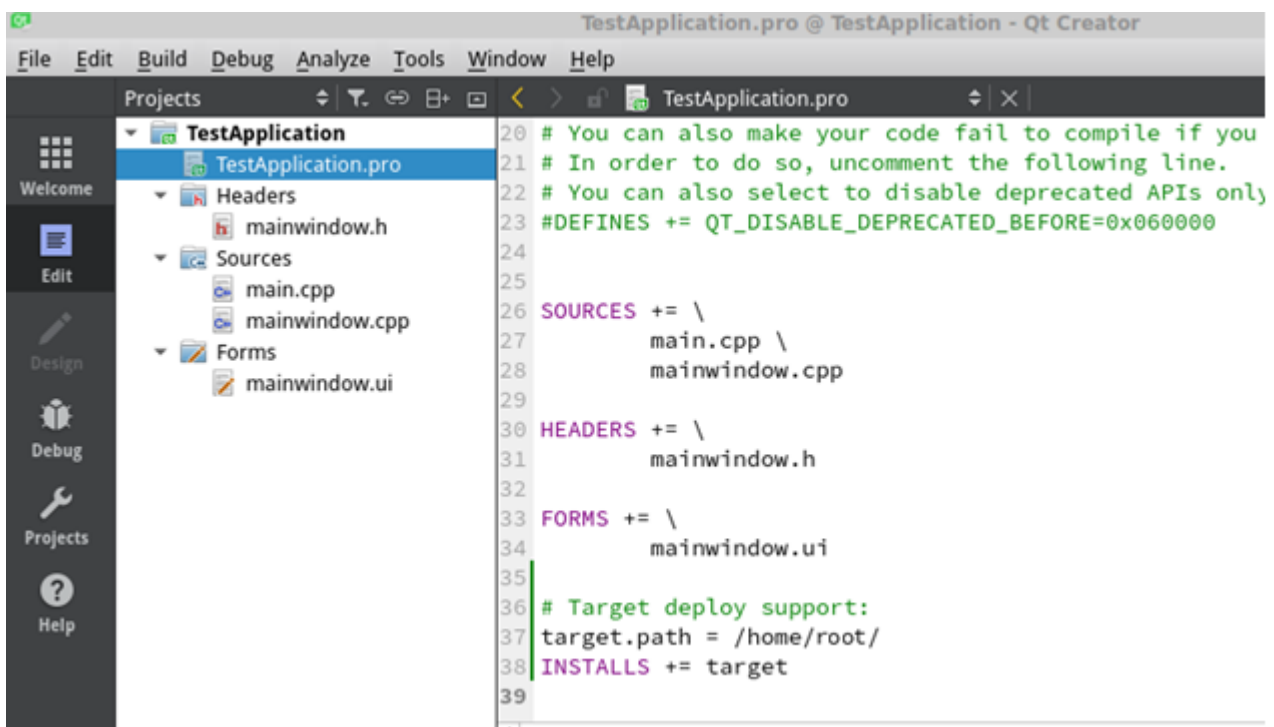 TestApplication.pro @ TestApplication - Qt Creator
File Edit Build Debug Analyze Tools Window Help
Projects
TestApplication.pro
Welcome
Edit
Design
Debug
Projects
Help
TestApplication
TestApplication.pro
Headers
mainwindow.h
Sources
main.cpp
mainwindow.cpp
Forms
mainwindow.ui
20 # You can also make your code fail to compile if you
21 # In order to do so, uncomment the following line.
22 # You can also select to disable deprecated APIs only
23 #DEFINES += QT_DISABLE_DEPRECATED_BEFORE=0x060000
24
25
26 SOURCES += \
27 main.cpp \
28 mainwindow.cpp
29
30 HEADERS += \
31 mainwindow.h
32
33 FORMS += \
34 mainwindow.ui
35
36 # Target deploy support:
37 target.path = /home/root/
38 INSTALLS += target
39